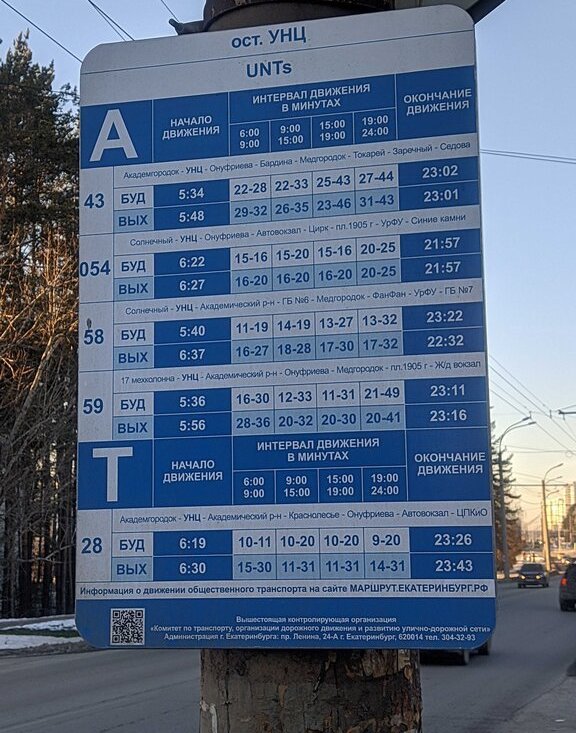 ост. УНЦ
UNTs
А НАЧАЛО ДВИЖЕНИЯ ИНТЕРВАЛ ДВИЖЕНИЯ В МИНУТАХ ОКОНЧАНИЕ ДВИЖЕНИЯ
6:00 9:00 15:00 19:00
9:00 15:00 19:00 24:00
Академгородок - УНЦ - Онуфриева - Бардина - Медгородок - Токарей - Заречный - Седова
43 БУД 5:34 22-28 22-33 25-43 27-44 23:02
ВЫХ 5:48 29-32 26-35 23-46 31-43 23:01
Солнечный - УНЦ - Онуфриева - Автовокзал - Цирк - пл.1905 г - УрФУ - Синие камни
054 БУД 6:22 15-16 15-20 15-16 20-25 21:57
ВЫХ 6:27 16-20 16-20 16-20 20-25 21:57
Солнечный - УНЦ - Академический р-н - ГБ №6 - Медгородок - ФанФан - УрФУ - ГБ №7
58 БУД 5:40 11-19 14-19 13-27 13-32 23:22
ВЫХ 6:37 16-27 18-28 17-30 17-32 22:32
17 мехколонна - УНЦ - Академический р-н - Онуфриева - Медгородок - пл.1905 г - Ж/д вокзал
59 БУД 5:36 16-30 12-33 11-31 21-49 23:11
ВЫХ 5:56 28-36 20-32 20-30 20-41 23:16
Т НАЧАЛО ДВИЖЕНИЯ ИНТЕРВАЛ ДВИЖЕНИЯ В МИНУТАХ ОКОНЧАНИЕ ДВИЖЕНИЯ
6:00 9:00 15:00 19:00
9:00 15:00 19:00 24:00
Академгородок - УНЦ - Академический р-н - Краснолесье - Онуфриева - Автовокзал - ЦПКиО
28 БУД 6:19 10-11 10-20 10-20 9-20 23:26
ВЫХ 6:30 15-30 11-31 11-31 14-31 23:43
Информация о движении общественного транспорта на сайте МАРШРУТ.ЕКАТЕРИНБУРГ.РФ
Вышестоящая контролирующая организация
«Комитет по транспорту, организации дорожного движения и развитию улично-дорожной сети»
Администрация г. Екатеринбурга: пр. Ленина, 24-А г. Екатеринбург, 620014 тел. 304-32-93